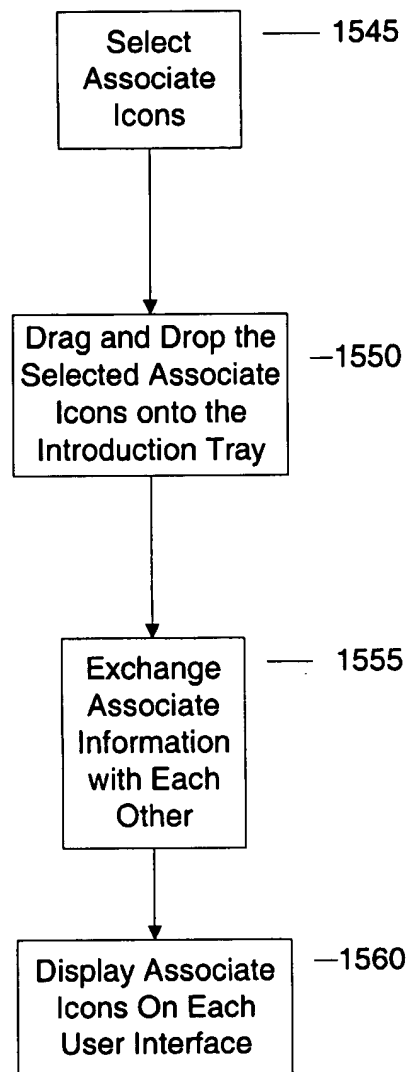 Select
Associate
Icons
1545
Drag and Drop the
Selected Associate
Icons onto the
Introduction Tray
1550
Exchange
Associate
Information
with Each
Other
1555
Display Associate
Icons On Each
User Interface
1560